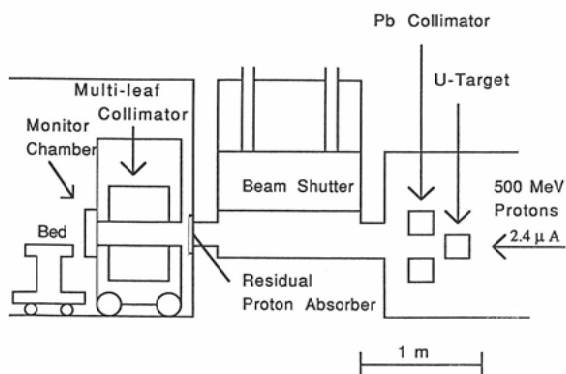 Pb Collimator
U-Target
Multi-leaf
Collimator
Monitor
Chamber
Beam Shutter
500 MeV
Protons
2.4 μ A
Bed
Residual
Proton Absorber
1 m